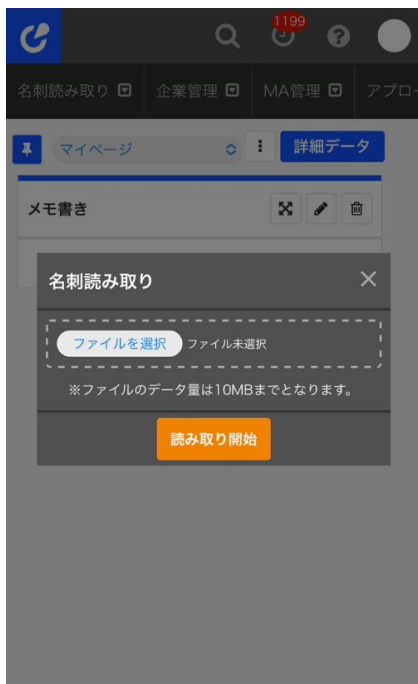 1199
名刺読み取り
企業管理
MA管理
アプロー
マイページ
詳細データ
メモ書き
名刺読み取り
ファイルを選択 ファイル未選択
※ファイルのデータ量は10MBまでとなります。
読み取り開始